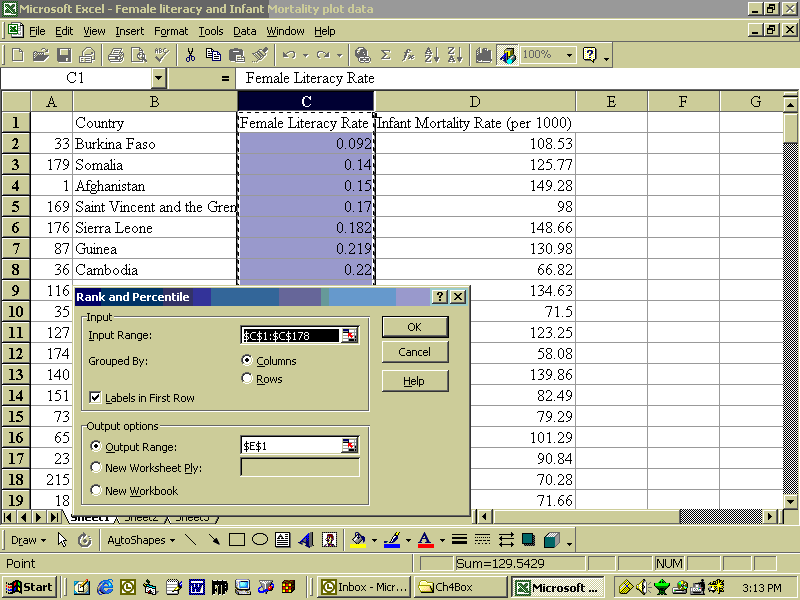 Microsoft Excel - Female literacy and Infant Mortality plot data
File Edit View Insert Format Tools Data Window Help
100%
C1 = Female Literacy Rate
A B C D E F G
1 Country Female Literacy Rate Infant Mortality Rate (per 1000)
2 33 Burkina Faso 0.092 108.53
3 179 Somalia 0.14 125.77
4 1 Afghanistan 0.15 149.28
5 169 Saint Vincent and the Gren 0.17 98
6 176 Sierra Leone 0.182 148.66
7 87 Guinea 0.219 130.98
8 36 Cambodia 0.22 66.82
9 116 134.63
10 35 71.5
11 127 123.25
12 174 58.08
13 140 139.86
14 151 82.49
15 73 79.29
16 65 101.29
17 23 90.84
18 215 70.28
19 18 71.66
Rank and Percentile
Input
Input Range: $C$1:$C$178
Grouped By: Columns
Rows
Labels in First Row
OK
Cancel
Help
Output options
Output Range: $E$1
New Worksheet Ply:
New Workbook
Sheet1 Sheet2 Sheet3
Draw AutoShapes
Point Sum=129.5429 NUM
Start Inbox - Micr... Ch4Box Microsoft ... 3:13 PM